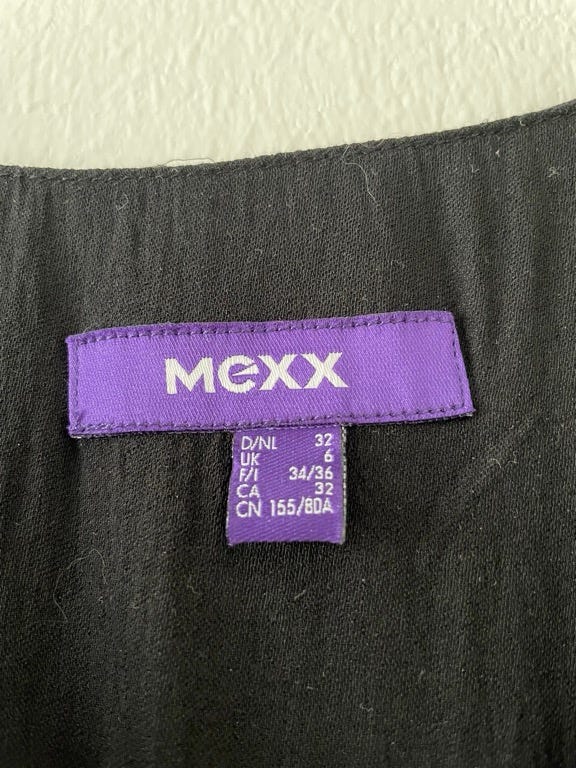 Mexx
D/NL 32
UK 6
F/I 34/36
CA 32
CN 155/80A